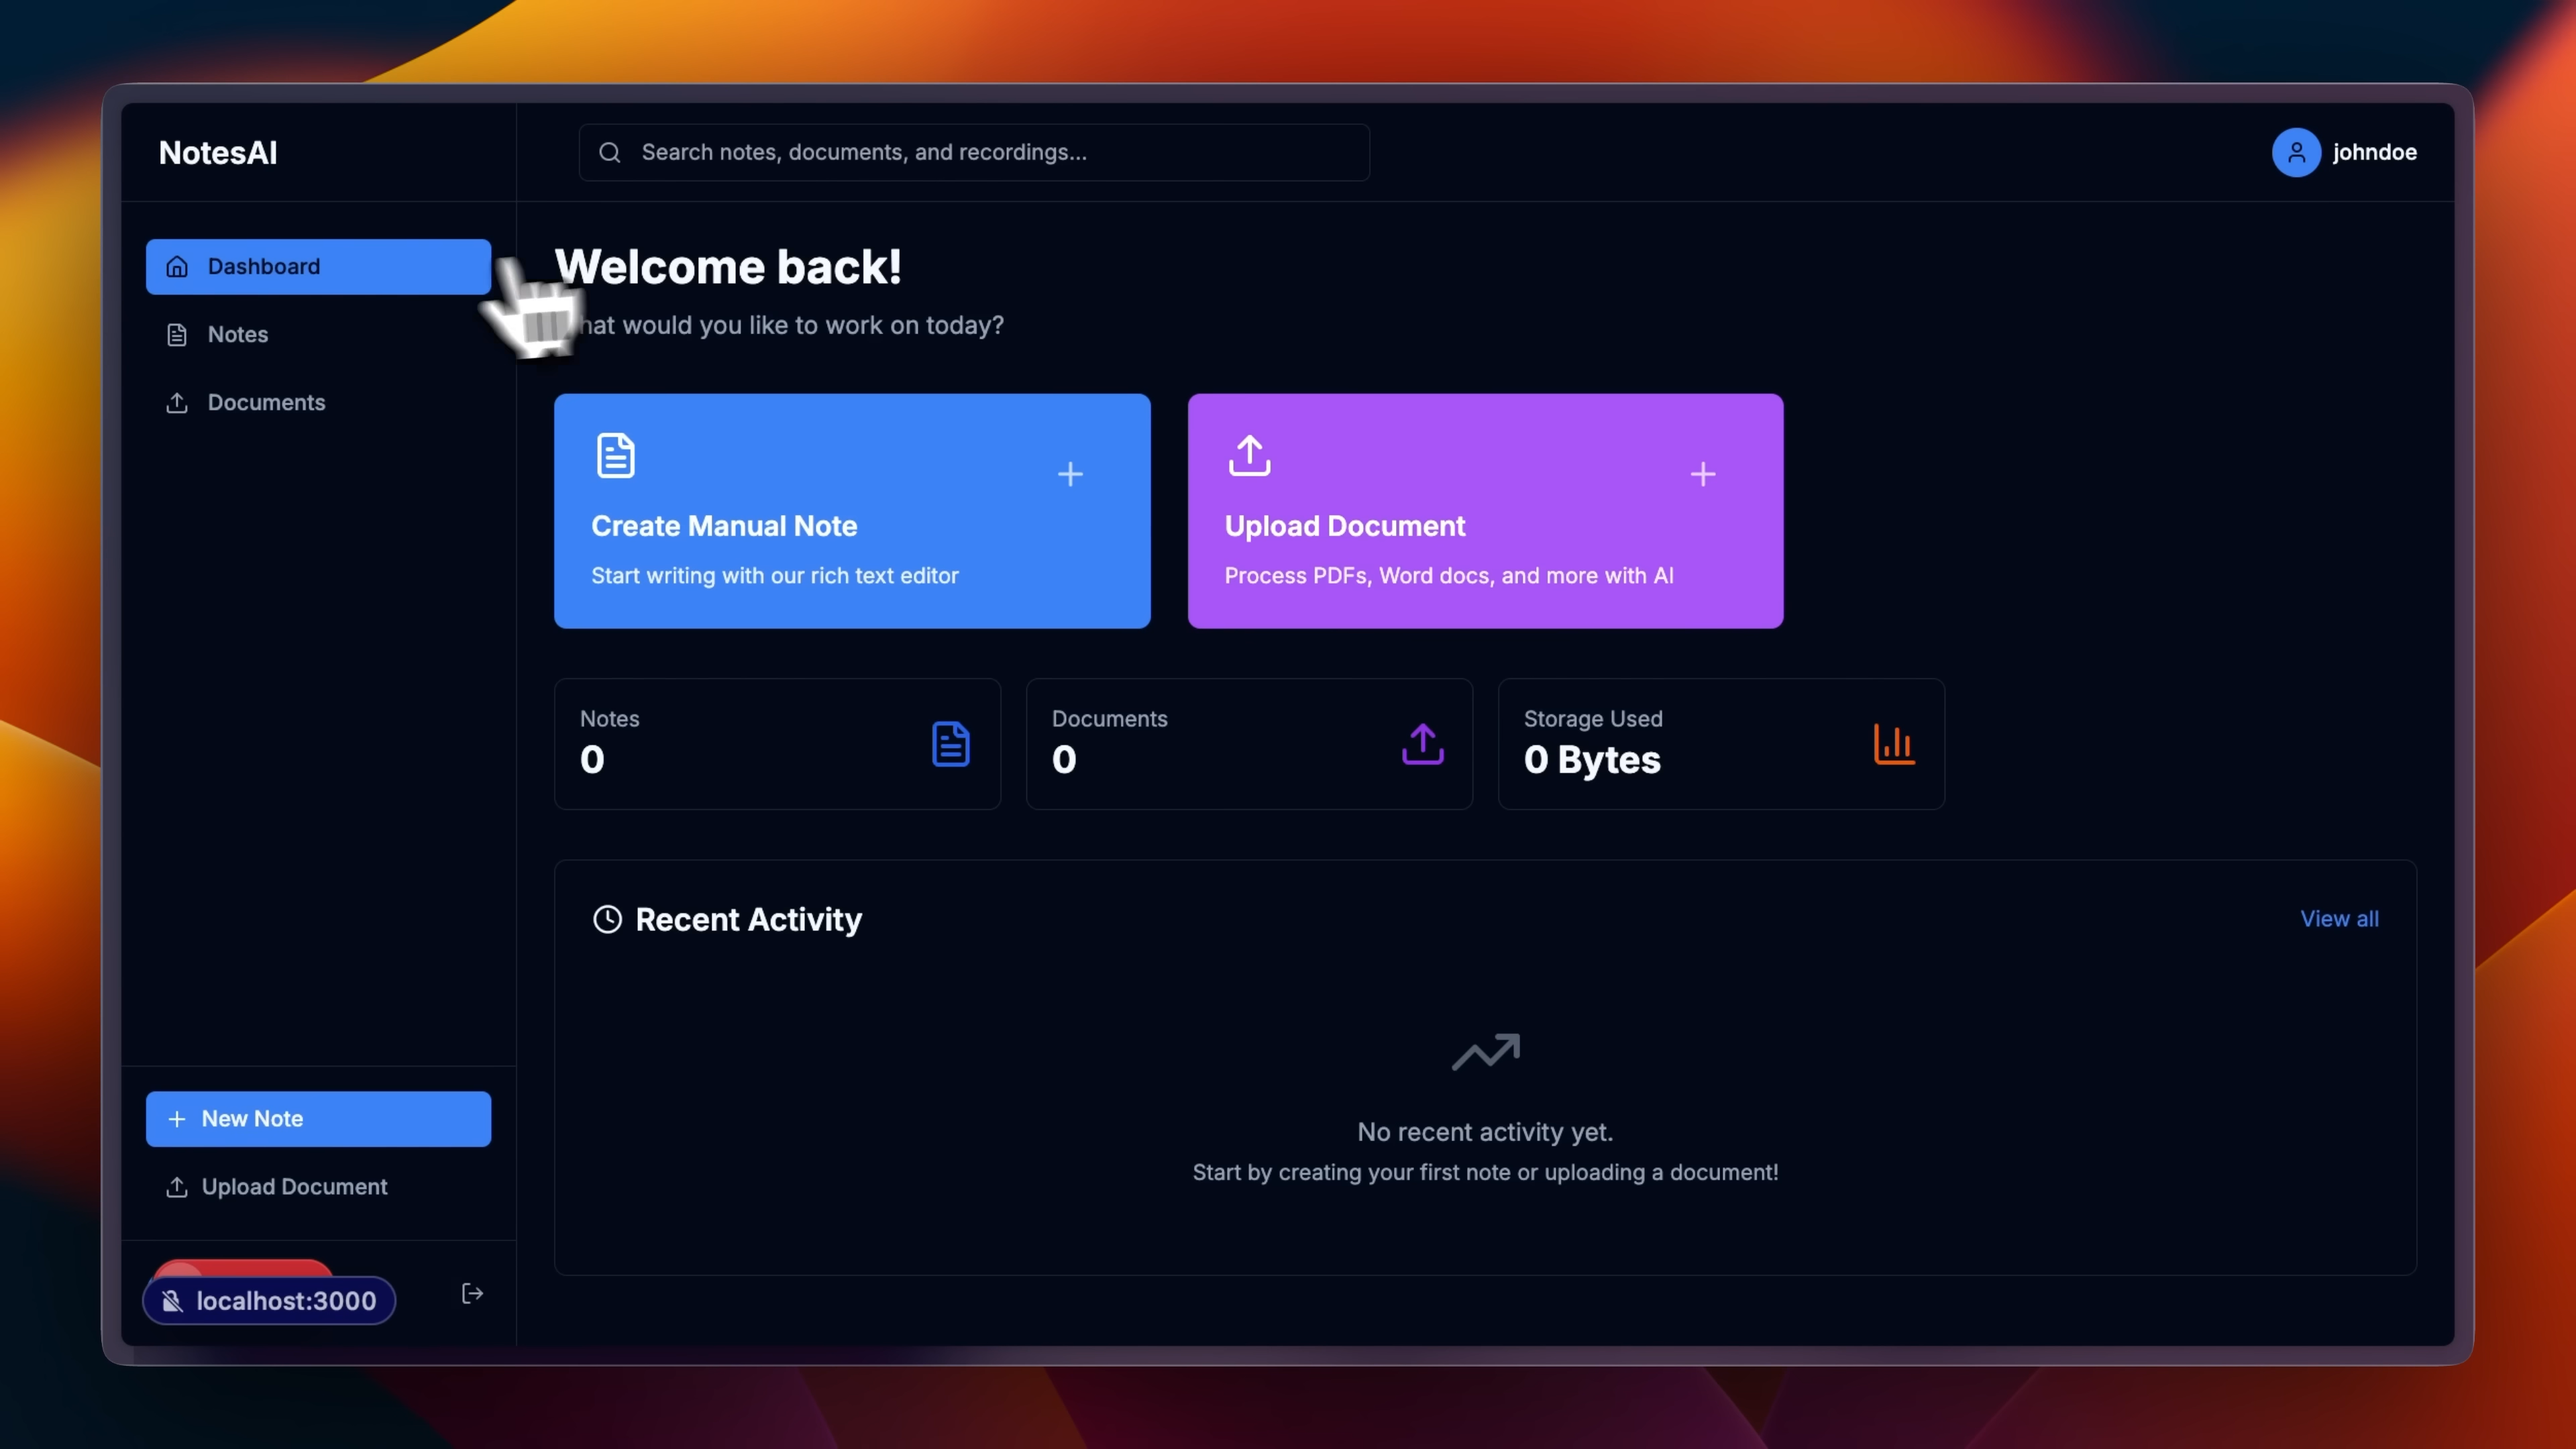 NotesAI
Search notes, documents, and recordings...
johndoe
Dashboard
Notes
Documents
Welcome back!
would you like to work on today?
Create Manual Note
Start writing with our rich text editor
Upload Document
Process PDFs, Word docs, and more with AI
Notes
0
Documents
0
Storage Used
0 Bytes
Recent Activity
View all
No recent activity yet.
Start by creating your first note or uploading a document!
New Note
Upload Document
localhost:3000